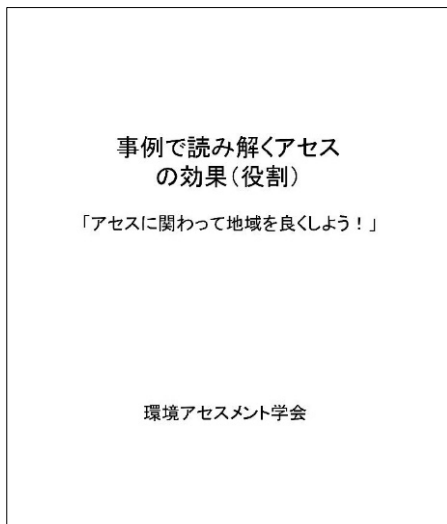 事例で読み解くアセス
の効果（役割）
「アセスに関わって地域を良くしよう！」
環境アセスメント学会